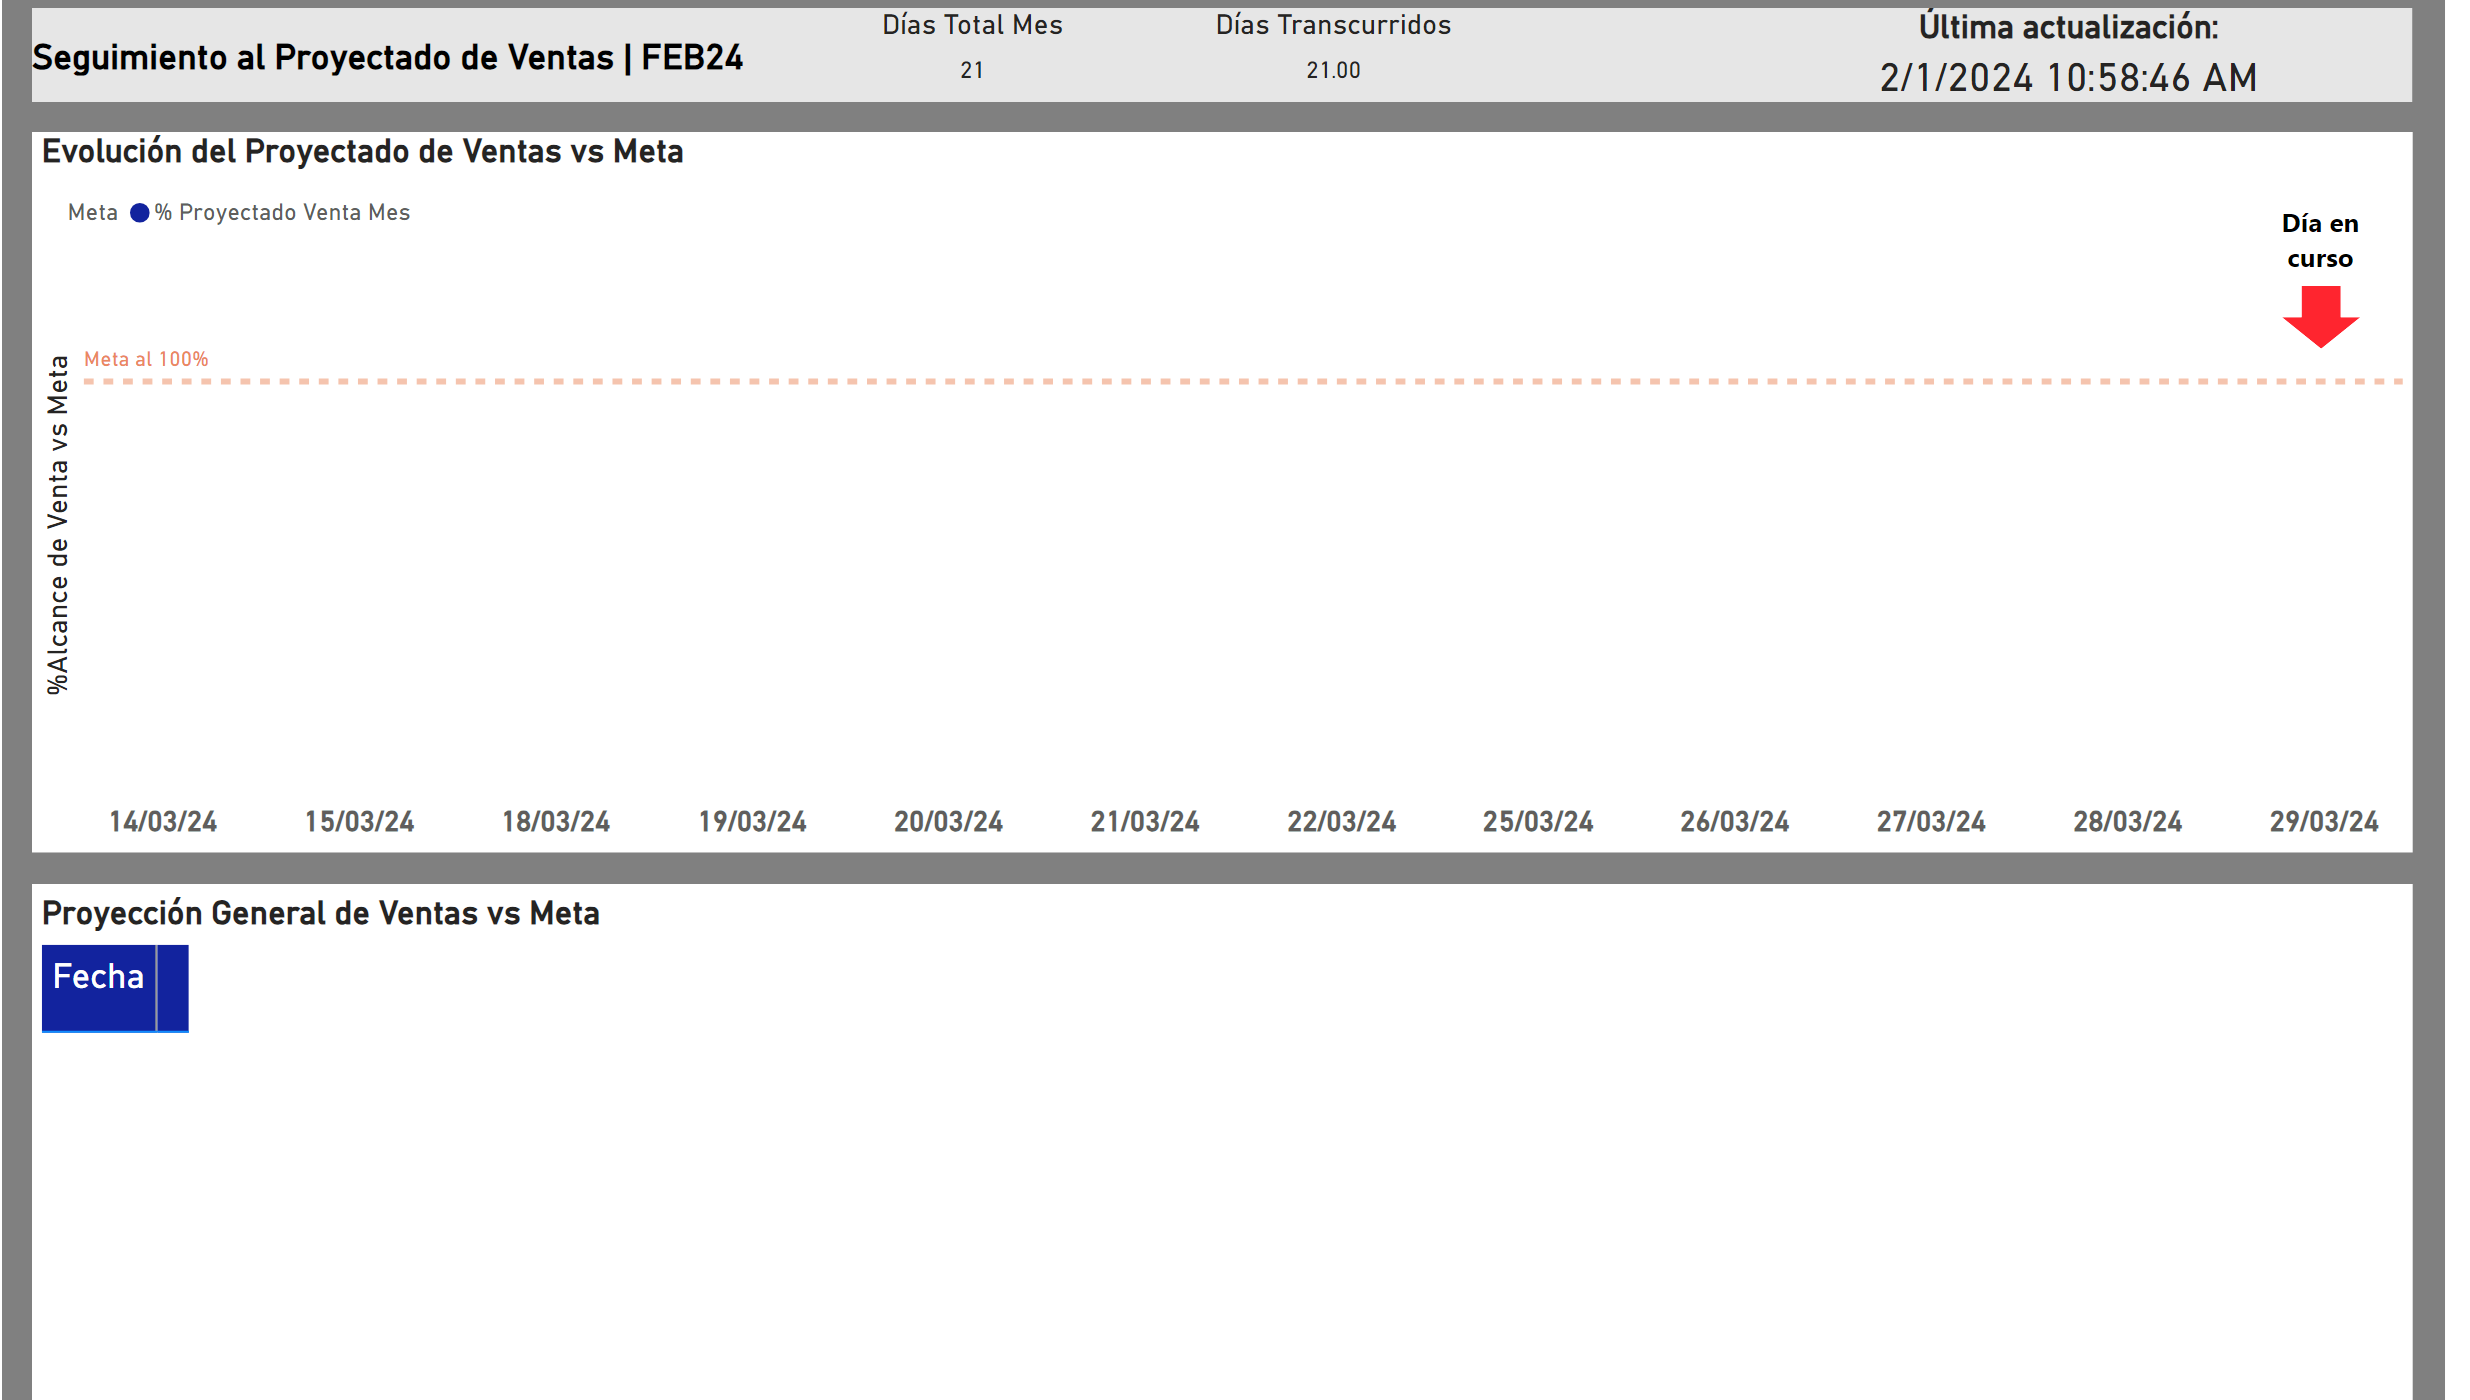 Seguimiento al Proyectado de Ventas | FEB24
Días Total Mes
21
Días Transcurridos
21.00
Última actualización:
2/1/2024 10:58:46 AM
Evolución del Proyectado de Ventas vs Meta
Meta % Proyectado Venta Mes
Día en
curso
Meta al 100%
%Alcance de Venta vs Meta
14/03/24 15/03/24 18/03/24 19/03/24 20/03/24 21/03/24 22/03/24 25/03/24 26/03/24 27/03/24 28/03/24 29/03/24
Proyección General de Ventas vs Meta
Fecha